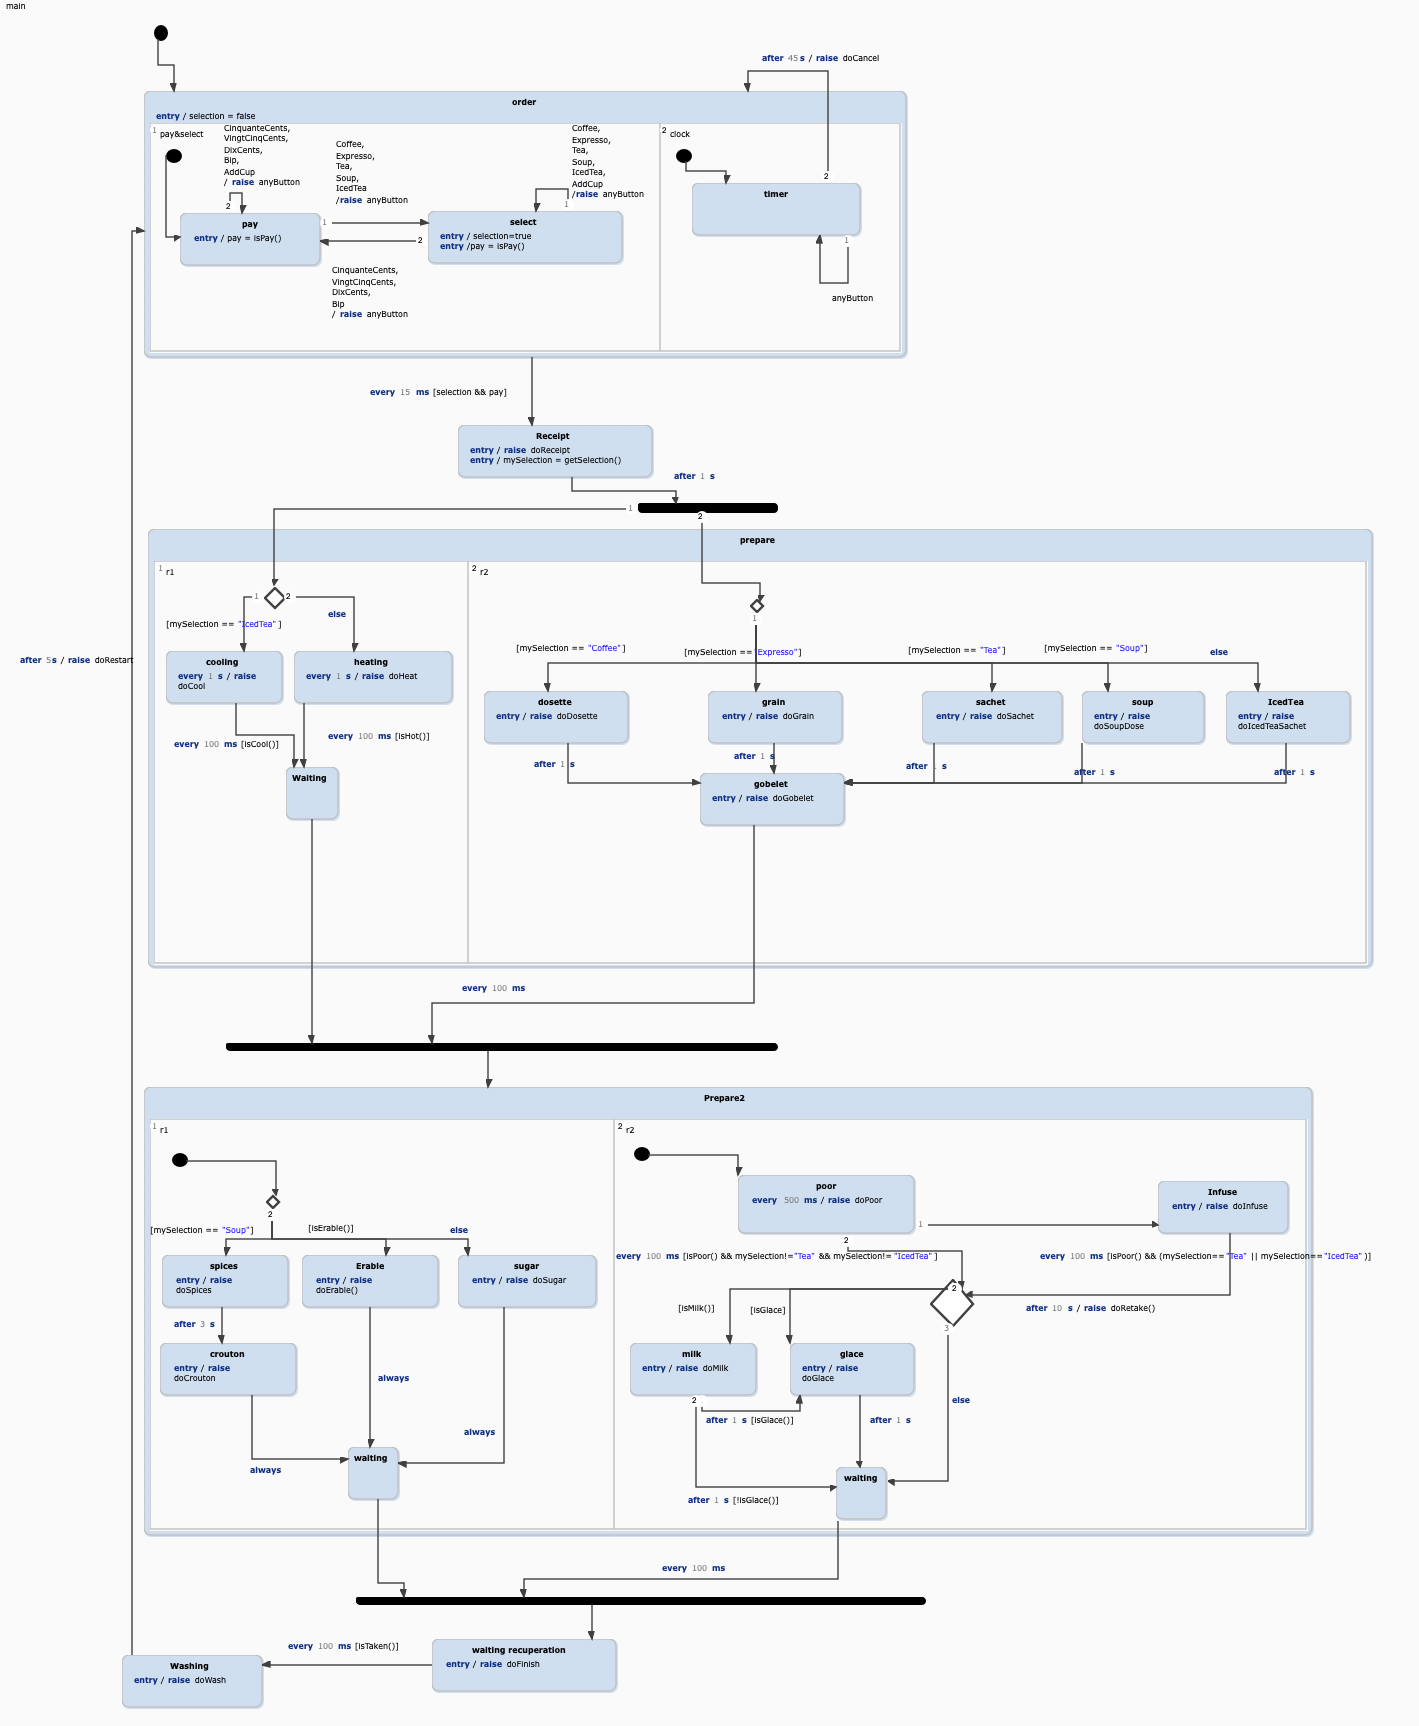 main
after 45 s / raise doCancel
order
entry / selection = false
1 pay&select
CinquanteCents,
VingtCinqCents,
DixCents,
Bip,
AddCup
/ raise anyButton
2
Coffee,
Expresso,
Tea,
Soup,
IcedTea
/raise anyButton
Coffee,
Expresso,
Tea,
Soup,
IcedTea,
AddCup
/raise anyButton
1
pay
entry / pay = isPay()
1
2
select
entry / selection=true
entry /pay = isPay()
CinquanteCents,
VingtCinqCents,
DixCents,
Bip
/ raise anyButton
2 clock
2
timer
1
anyButton
every 15 ms [selection && pay]
Receipt
entry / raise doReceipt
entry / mySelection = getSelection()
after 1 s
1
2
prepare
1 r1
1
2
[mySelection == "IcedTea" ]
else
after 5 s / raise doRestart
cooling
every 1 s / raise
doCool
heating
every 1 s / raise doHeat
every 100 ms [isCool()]
every 100 ms [isHot()]
Waiting
2 r2
1
[mySelection == "Coffee" ]
[mySelection == "Expresso" ]
[mySelection == "Tea" ]
[mySelection == "Soup" ]
else
dosette
entry / raise doDosette
grain
entry / raise doGrain
sachet
entry / raise doSachet
soup
entry / raise
doSoupDose
IcedTea
entry / raise
doIcedTeaSachet
after 1 s
after 1 s
after 1 s
after 1 s
after 1 s
gobelet
entry / raise doGobelet
every 100 ms
Prepare2
1 r1
2
[mySelection == "Soup" ]
[isErable()]
else
spices
entry / raise
doSpices
Erable
entry / raise
doErable()
sugar
entry / raise doSugar
after 3 s
crouton
entry / raise
doCrouton
always
always
always
waiting
2 r2
poor
every 500 ms / raise doPoor
1
Infuse
entry / raise doInfuse
2
every 100 ms [isPoor() && mySelection!="Tea" && mySelection!= "IcedTea" ]
every 100 ms [isPoor() && (mySelection== "Tea" || mySelection=="IcedTea" )]
2
3
after 10 s / raise doRetake()
[isMilk()]
[isGlace]
milk
entry / raise doMilk
glace
entry / raise
doGlace
else
2
after 1 s [isGlace()]
after 1 s
waiting
after 1 s [!isGlace()]
every 100 ms
every 100 ms [isTaken()]
waiting recuperation
entry / raise doFinish
Washing
entry / raise doWash